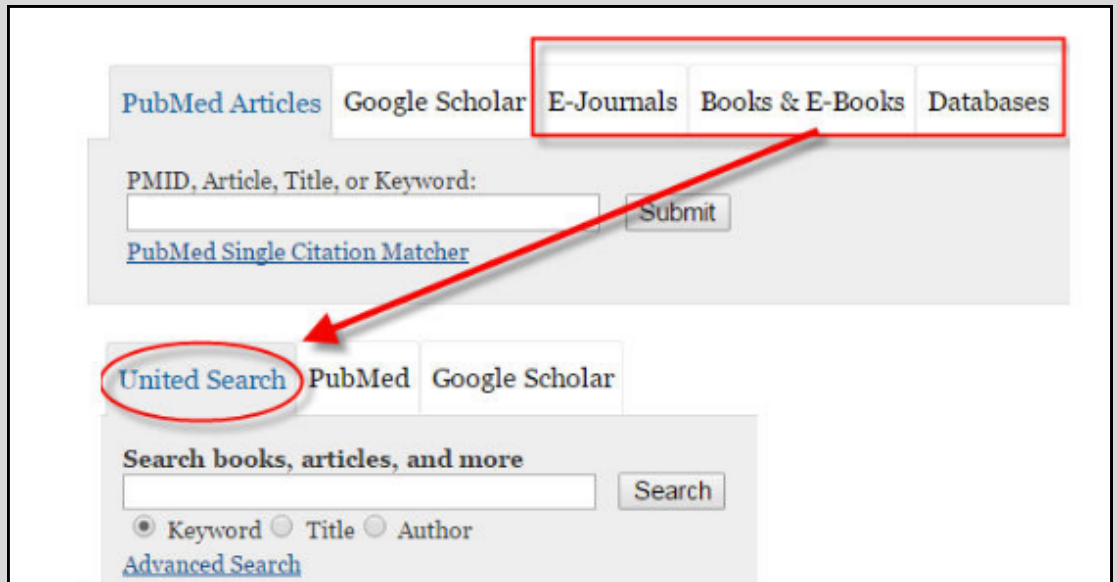 PubMed Articles Google Scholar E-Journals Books & E-Books Databases
PMID, Article, Title, or Keyword:
Submit
PubMed Single Citation Matcher
United Search PubMed Google Scholar
Search books, articles, and more
Search
Keyword Title Author
Advanced Search